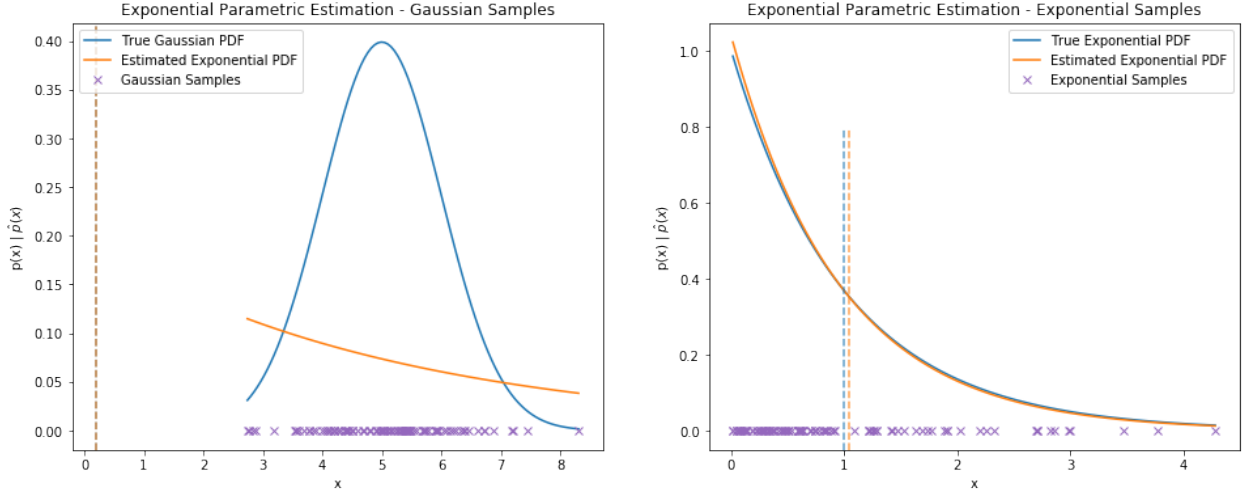 Exponential Parametric Estimation - Gaussian Samples
True Gaussian PDF
Estimated Exponential PDF
Gaussian Samples
0.40
0.35
0.30
0.25
0.20
0.15
0.10
0.05
0.00
p(x) | p̂(x)
0 1 2 3 4 5 6 7 8
x
Exponential Parametric Estimation - Exponential Samples
True Exponential PDF
Estimated Exponential PDF
Exponential Samples
1.0
0.8
0.6
0.4
0.2
0.0
p(x) | p̂(x)
0 1 2 3 4
x